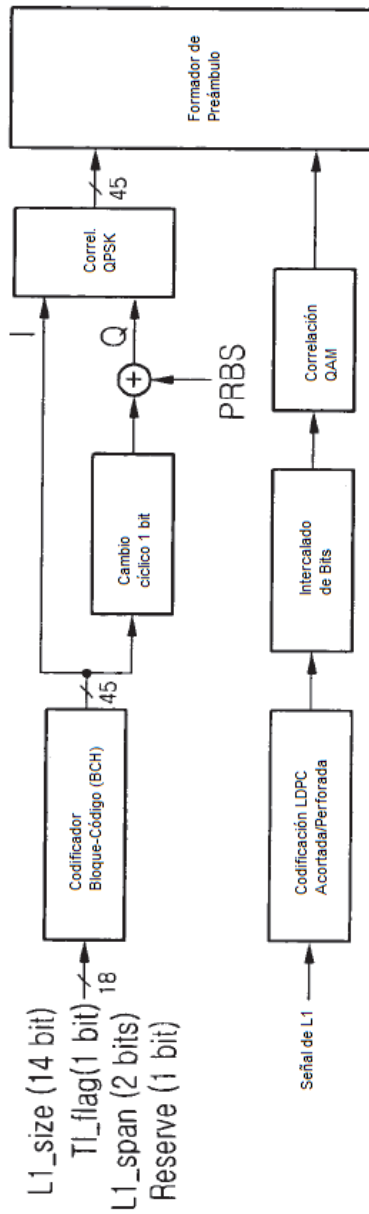 L1_size (14 bit)
TI_flag(1 bit)
L1_span (2 bits)
Reserve (1 bit)
18
Codificador
Bloque-Código (BCH)
45
I
Cambio
cíclico 1 bit
Q
PRBS
Correl.
QPSK
45
Formador de
Preámbulo
Señal de L1
Codificación LDPC
Acortada/Perforada
Intercalado
de Bits
Correlación
QAM